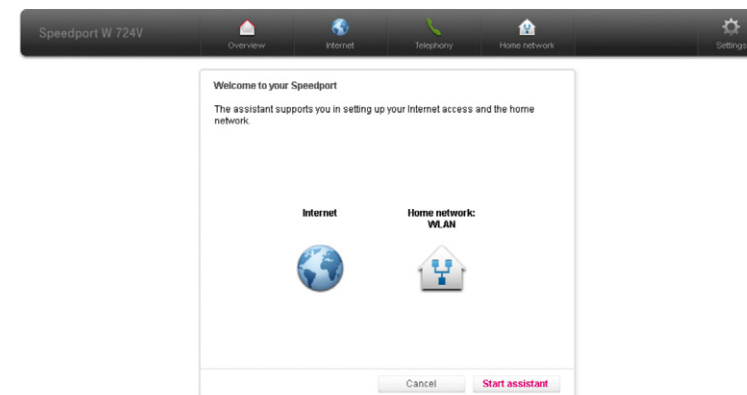 Speedport W 724V
Overview
Internet
Telephony
Home network
Settings
Welcome to your Speedport
The assistant supports you in setting up your Internet access and the home
network.
Internet
Home network:
WLAN
Cancel
Start assistant